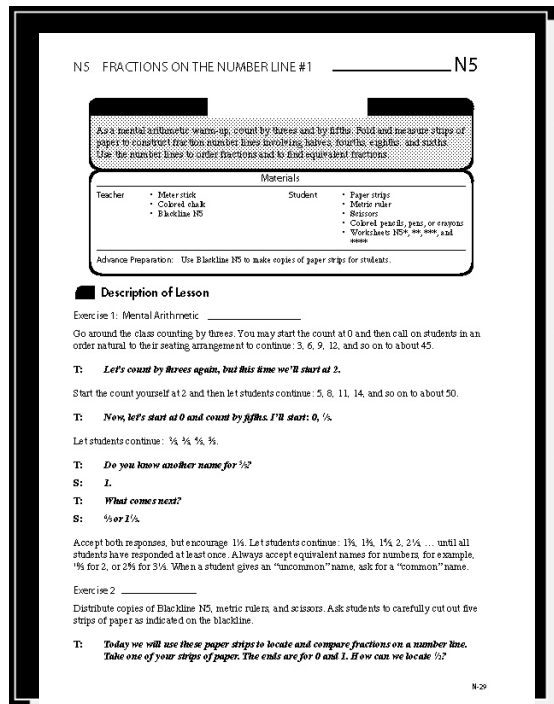 N5 FRACTIONS ON THE NUMBER LINE #1 N5
As a mental arithmetic warm-up, count by threes and by fifths. Fold and measure strips of
paper to construct fraction number lines involving halves, fourths, eighths, and sixths.
Use the number lines to order fractions and to find equivalent fractions.
Materials
Teacher • Meter stick Student • Paper strips
• Colored chalk • Metric ruler
• Blackline N5 • Scissors
• Colored pencils, pens, or crayons
• Worksheets N5*, **, ***, and
****
Advance Preparation: Use Blackline N5 to make copies of paper strips for students.
Description of Lesson
Exercise 1: Mental Arithmetic
Go around the class counting by threes. You may start the count at 0 and then call on students in an
order natural to their seating arrangement to continue: 3, 6, 9, 12, and so on to about 45.
T: Let's count by threes again, but this time we'll start at 2.
Start the count yourself at 2 and then let students continue: 5, 8, 11, 14, and so on to about 50.
T: Now, let's start at 0 and count by fifths. I'll start: 0, ⅕.
Let students continue: ⅖, ⅗, ⅘, 5/5.
T: Do you know another name for 5/5?
S: 1.
T: What comes next?
S: 6/5 or 1⅕.
Accept both responses, but encourage 1⅕. Let students continue: 1⅖, 1⅗, 1⅘, 2, 2⅕, … until all
students have responded at least once. Always accept equivalent names for numbers, for example,
10/5 for 2, or 2 6/5 for 3⅕. When a student gives an “uncommon” name, ask for a “common” name.
Exercise 2
Distribute copies of Blackline N5, metric rulers, and scissors. Ask students to carefully cut out five
strips of paper as indicated on the blackline.
T: Today we will use these paper strips to locate and compare fractions on a number line.
Take one of your strips of paper. The ends are for 0 and 1. How can we locate ½?
N-29